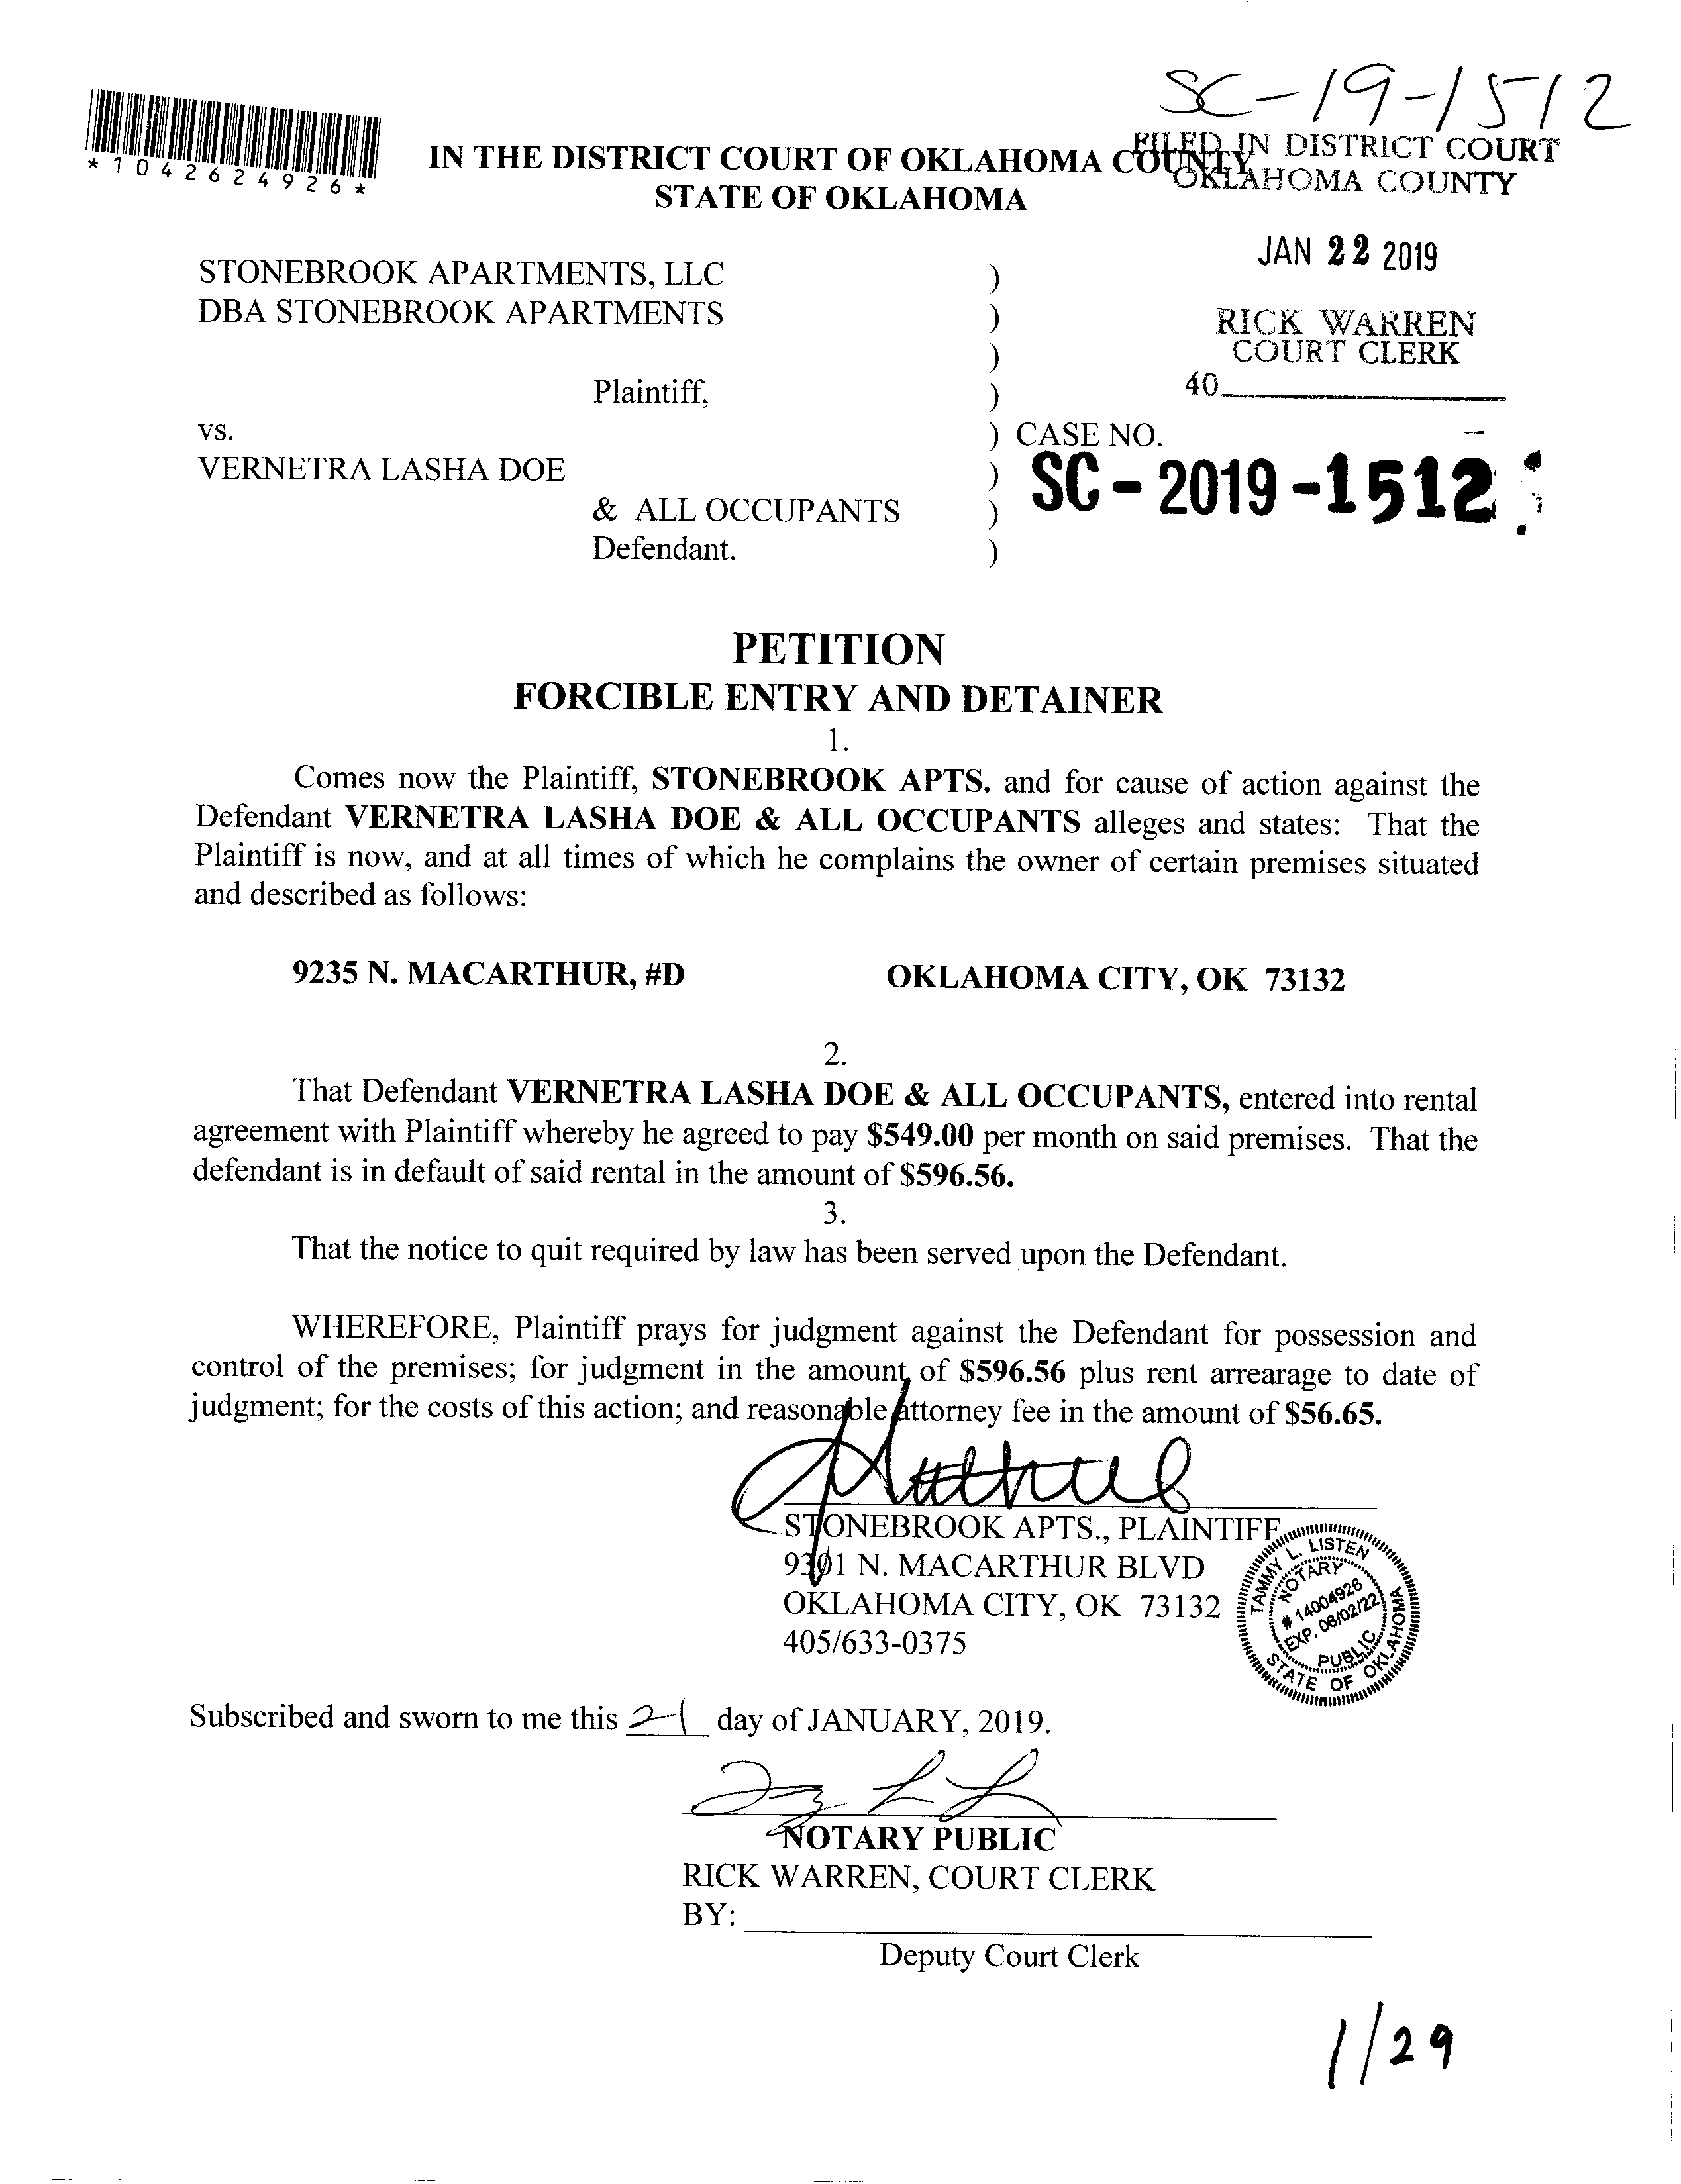 SC-19-1512
*1042624926*
IN THE DISTRICT COURT OF OKLAHOMA COUNTY
STATE OF OKLAHOMA
FILED IN DISTRICT COURT
OKLAHOMA COUNTY
JAN 22 2019
RICK WARREN
COURT CLERK
40
STONEBROOK APARTMENTS, LLC )
DBA STONEBROOK APARTMENTS )
)
Plaintiff, )
vs. ) CASE NO.
VERNETRA LASHA DOE ) SC-2019-1512
& ALL OCCUPANTS )
Defendant. )
PETITION
FORCIBLE ENTRY AND DETAINER
1.
Comes now the Plaintiff, STONEBROOK APTS. and for cause of action against the
Defendant VERNETRA LASHA DOE & ALL OCCUPANTS alleges and states: That the
Plaintiff is now, and at all times of which he complains the owner of certain premises situated
and described as follows:
9235 N. MACARTHUR, #D OKLAHOMA CITY, OK 73132
2.
That Defendant VERNETRA LASHA DOE & ALL OCCUPANTS, entered into rental
agreement with Plaintiff whereby he agreed to pay $549.00 per month on said premises. That the
defendant is in default of said rental in the amount of $596.56.
3.
That the notice to quit required by law has been served upon the Defendant.
WHEREFORE, Plaintiff prays for judgment against the Defendant for possession and
control of the premises; for judgment in the amount of $596.56 plus rent arrearage to date of
judgment; for the costs of this action; and reasonable attorney fee in the amount of $56.65.
STONEBROOK APTS., PLAINTIFF
9301 N. MACARTHUR BLVD
OKLAHOMA CITY, OK 73132
405/633-0375
TAMMY L. LISTEN
NOTARY
# 14004926
EXP. 06/02/22
PUBLIC
STATE OF OKLAHOMA
Subscribed and sworn to me this 21 day of JANUARY, 2019.
NOTARY PUBLIC
RICK WARREN, COURT CLERK
BY:
Deputy Court Clerk
1/29